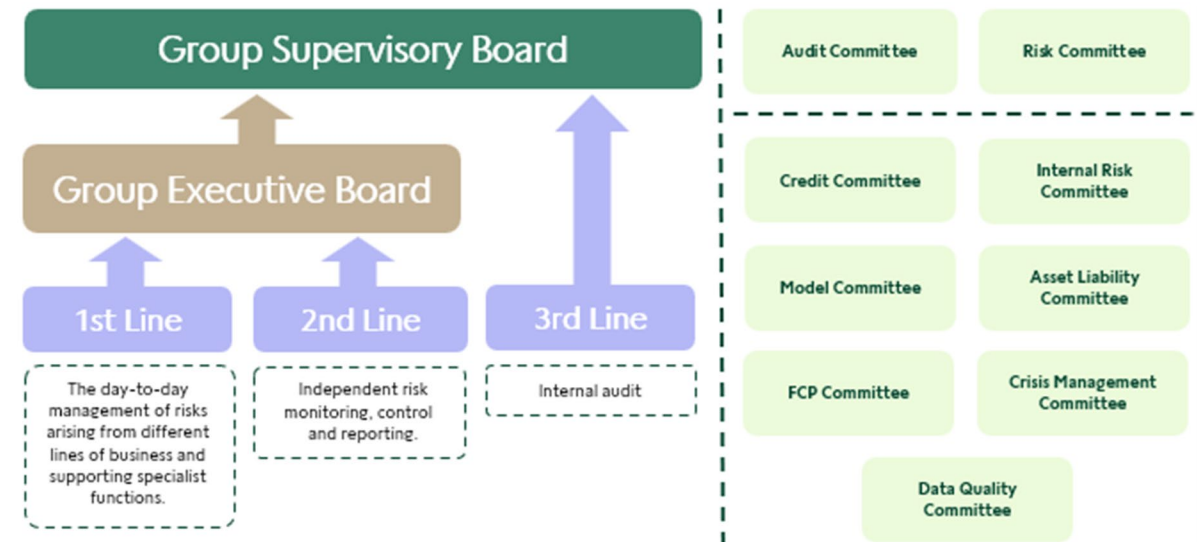 Group Supervisory Board
Group Executive Board
1st Line
2nd Line
3rd Line
The day-to-day
management of risks
arising from different
lines of business and
supporting specialist
functions.
Independent risk
monitoring, control
and reporting.
Internal audit
Audit Committee
Risk Committee
Credit Committee
Internal Risk
Committee
Model Committee
Asset Liability
Committee
FCP Committee
Crisis Management
Committee
Data Quality
Committee